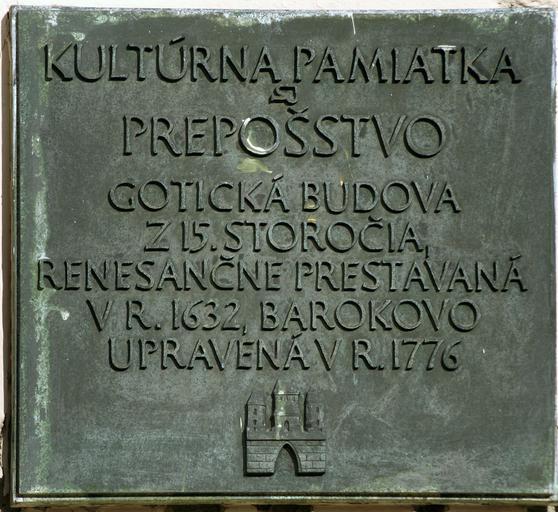 KULTÚRNA PAMIATKA
PREPOŠSTVO
GOTICKÁ BUDOVA
Z 15. STOROČIA,
RENESANČNE PRESTAVANÁ
V R. 1632, BAROKOVO
UPRAVENÁ V R. 1776